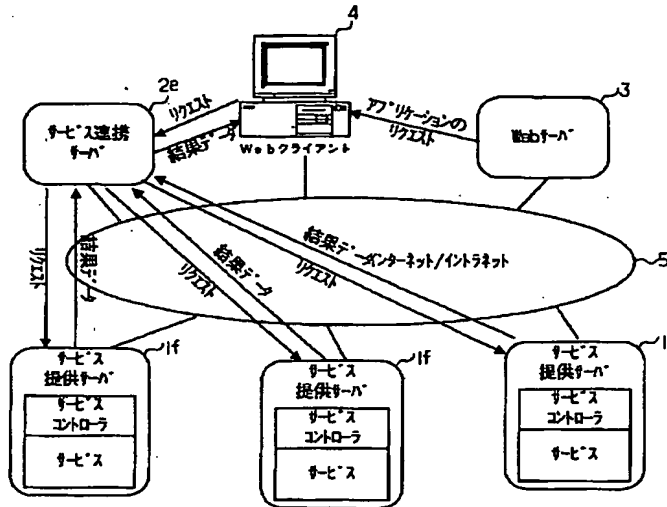 4
2e
サービス連携
サーバ
リクエスト
結果データ
Webクライアント
アプリケーションの
リクエスト
3
Webサーバ
リクエスト
結果データ
リクエスト
結果データ
結果データ
リクエスト
インターネット/イントラネット
5
1f
サービス
提供サーバ
サービス
コントローラ
サービス
1f
サービス
提供サーバ
サービス
コントローラ
サービス
1
サービス
提供サーバ
サービス
コントローラ
サービス